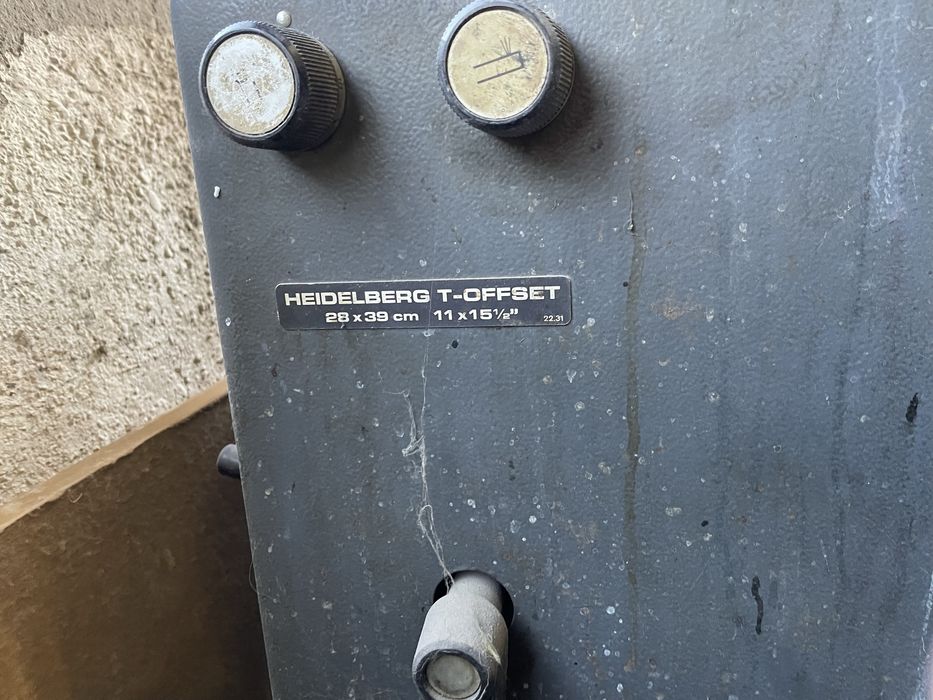 HEIDELBERG T-OFFSET
28 x 39 cm 11 x 15½" 22.31